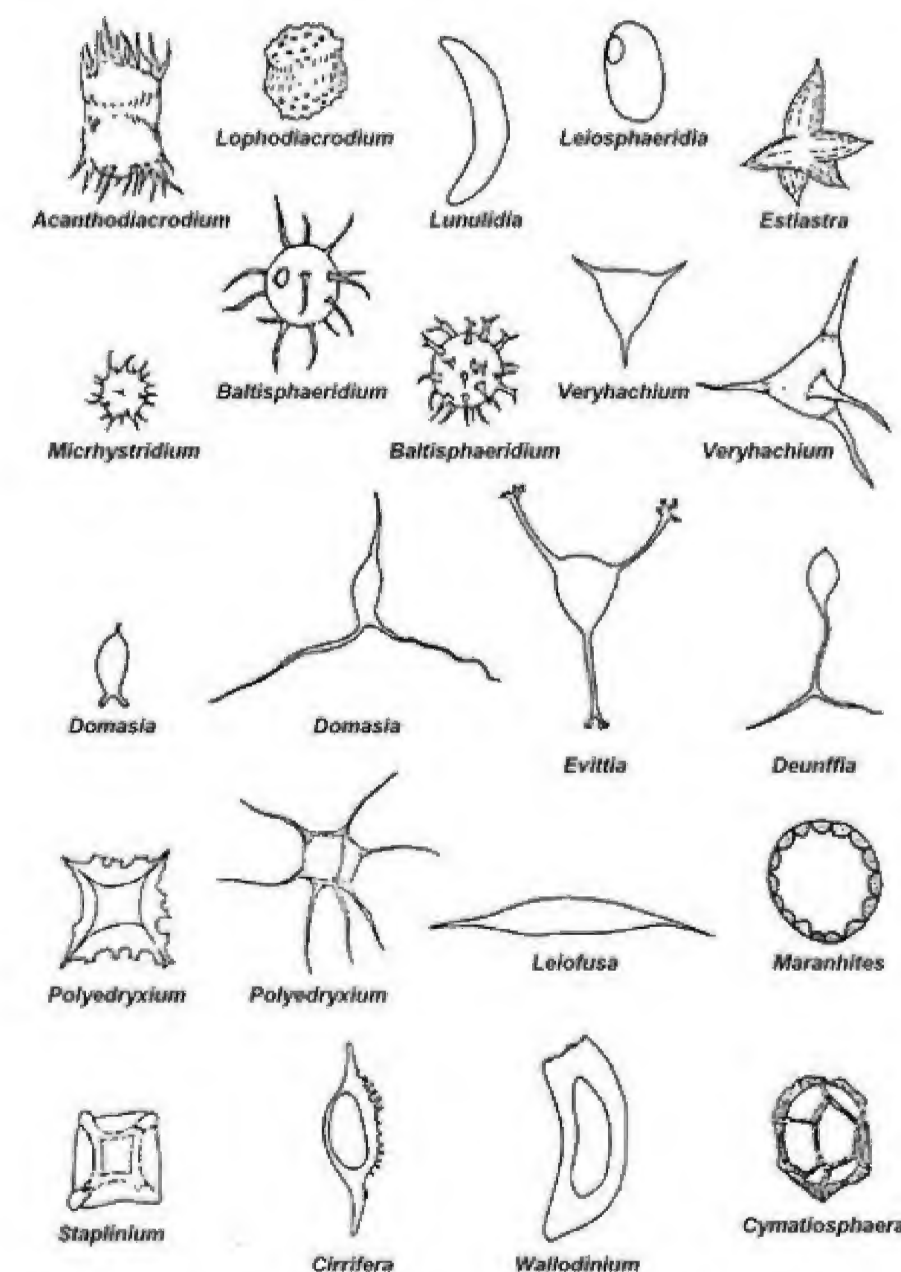 Lophodiacrodium
Leiosphaeridia
Acanthodiacrodium
Lunulidia
Estiastra
Baltisphaeridium
Veryhachium
Micrhystridium
Baltisphaeridium
Veryhachium
Domasia
Domasia
Evittia
Deunffia
Polyedryxium
Polyedryxium
Leiofusa
Maranhites
Staplinium
Cirrifera
Wallodinium
Cymatiosphaera